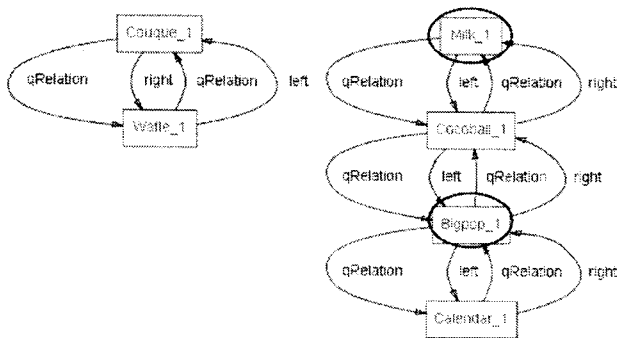 Couque_1
Milk_1
qRelation
right
qRelation
left
qRelation
left
qRelation
right
Wafle_1
Cocoball_1
qRelation
left
qRelation
right
Bigpop_1
qRelation
left
qRelation
right
Calendar_1